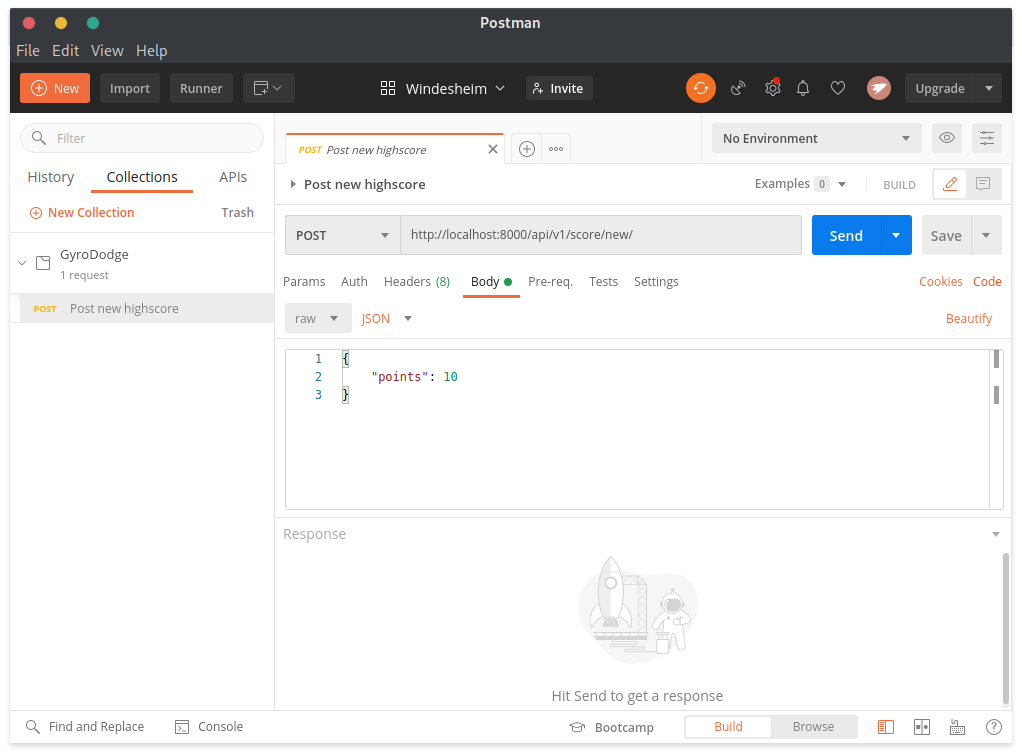 Postman
File Edit View Help
New Import Runner Windesheim Invite Upgrade
Filter
History Collections APIs
New Collection Trash
GyroDodge
1 request
POST Post new highscore
POST Post new highscore
No Environment
Post new highscore
Examples 0 BUILD
POST http://localhost:8000/api/v1/score/new/ Send Save
Params Auth Headers (8) Body Pre-req. Tests Settings Cookies Code
raw JSON Beautify
1 {
2 "points": 10
3 }
Response
Hit Send to get a response
Find and Replace Console Bootcamp Build Browse